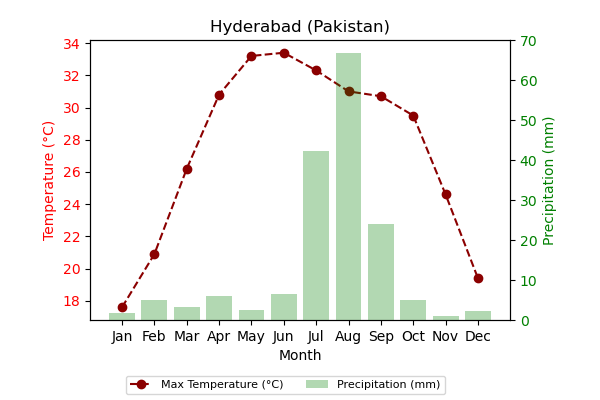 Hyderabad (Pakistan)
34
32
30
28
26
24
22
20
18
Temperature (°C)
70
60
50
40
30
20
10
0
Precipitation (mm)
Jan Feb Mar Apr May Jun Jul Aug Sep Oct Nov Dec
Month
Max Temperature (°C) Precipitation (mm)